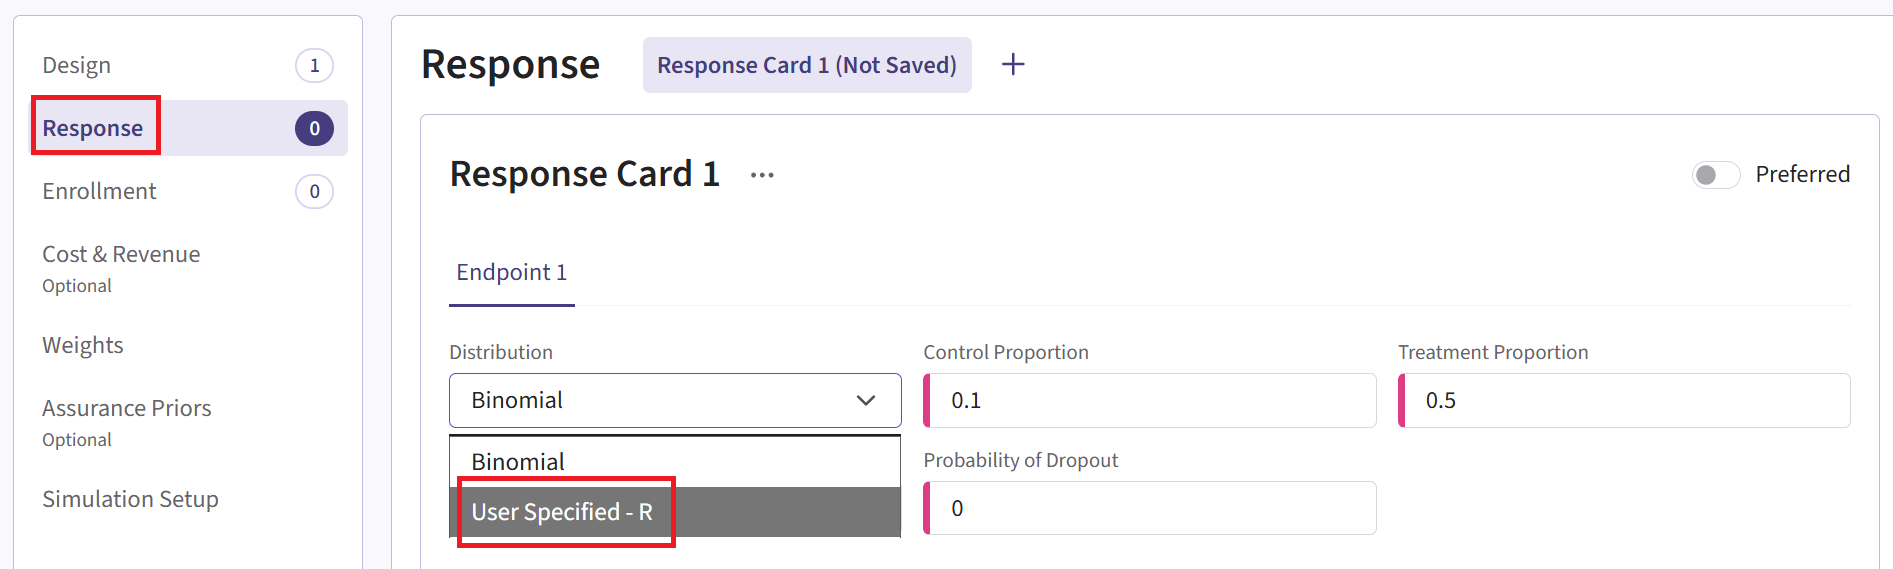 Design 1
Response 0
Enrollment 0
Cost & Revenue
Optional
Weights
Assurance Priors
Optional
Simulation Setup
Response Response Card 1 (Not Saved) +
Response Card 1 ... Preferred
Endpoint 1
Distribution Control Proportion Treatment Proportion
Binomial 0.1 0.5
Binomial Probability of Dropout
User Specified - R 0